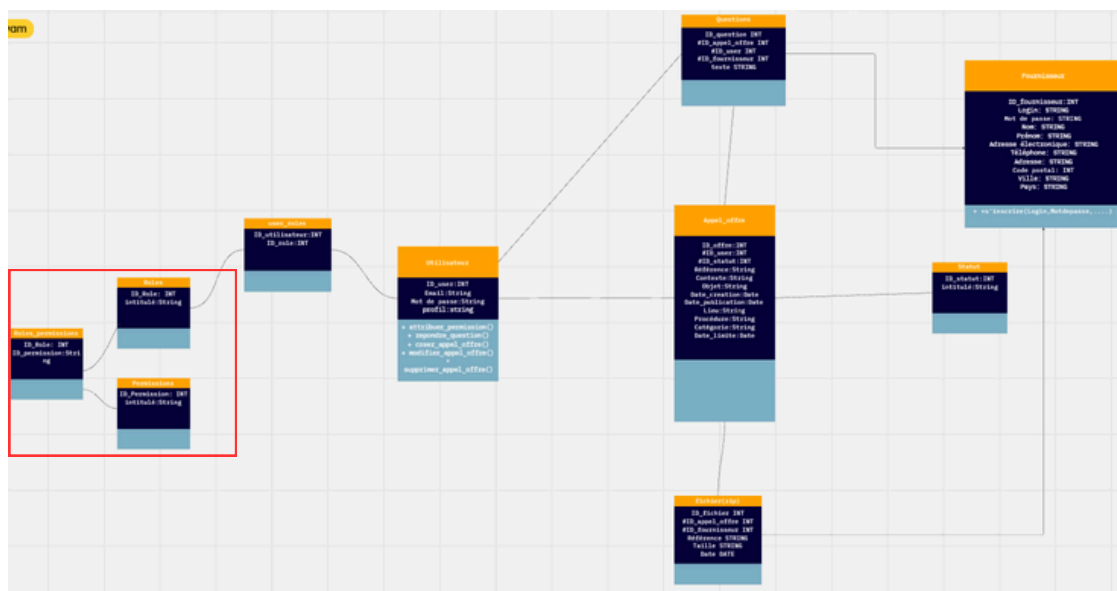 Questions
ID_question INT
#ID_appel_offre INT
#ID_user INT
#ID_fournisseur INT
texte STRING
Fournisseur
ID_fournisseur:INT
Login: STRING
Mot de passe: STRING
Nom: STRING
Prénom: STRING
Adresse électronique: STRING
Téléphone: STRING
Adresse: STRING
Code postal: INT
Ville: STRING
Pays: STRING
user_roles
ID_utilisateur:INT
ID_role:INT
Utilisateur
ID_user:INT
Email:String
Mot de passe:String
profil:string
+ attribuer_permission()
+ repondre_question()
+ creer_appel_offre()
+ modifier_appel_offre()
+
supprimer_appel_offre()
Appel_offre
ID_offre:INT
#ID_user:INT
#ID_statut:INT
Référence:String
Contexte:String
Objet:String
Date_creation:Date
Date_publication:Date
Lieu:String
Procédure:String
Catégorie:String
Date_limite:Date
Statut
ID_statut:INT
intitulé:String
Roles
ID_Role: INT
intitulé:String
Roles_permissions
ID_Role: INT
ID_permission:Stri
ng
Permissions
ID_Permission: INT
intitulé:String
fichier(zip)
ID_fichier INT
#ID_appel_offre INT
#ID_fournisseur INT
Référence STRING
Taille STRING
Date DATE